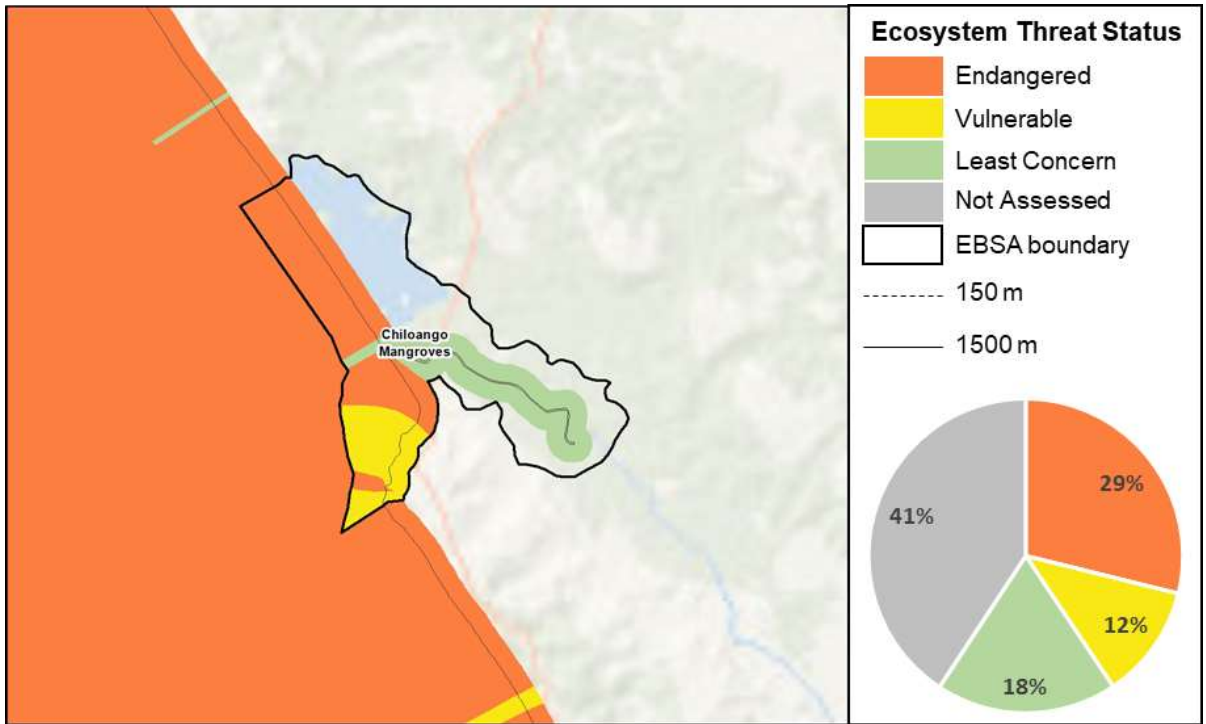 Chiloango
Mangroves
Ecosystem Threat Status
Endangered
Vulnerable
Least Concern
Not Assessed
EBSA boundary
150 m
1500 m
29%
41%
12%
18%